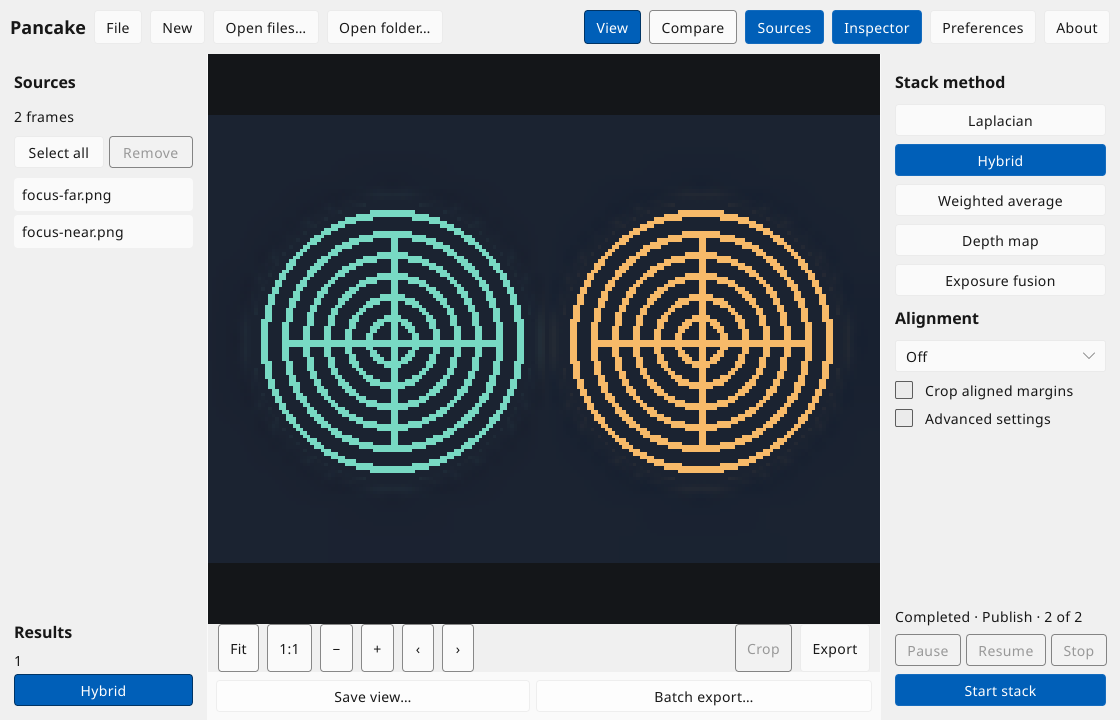 Pancake File New Open files... Open folder... View Compare Sources Inspector Preferences About
Sources
2 frames
Select all Remove
focus-far.png
focus-near.png
Results
1
Hybrid
Fit 1:1 − + ‹ › Crop Export
Save view... Batch export...
Stack method
Laplacian
Hybrid
Weighted average
Depth map
Exposure fusion
Alignment
Off
Crop aligned margins
Advanced settings
Completed · Publish · 2 of 2
Pause Resume Stop
Start stack